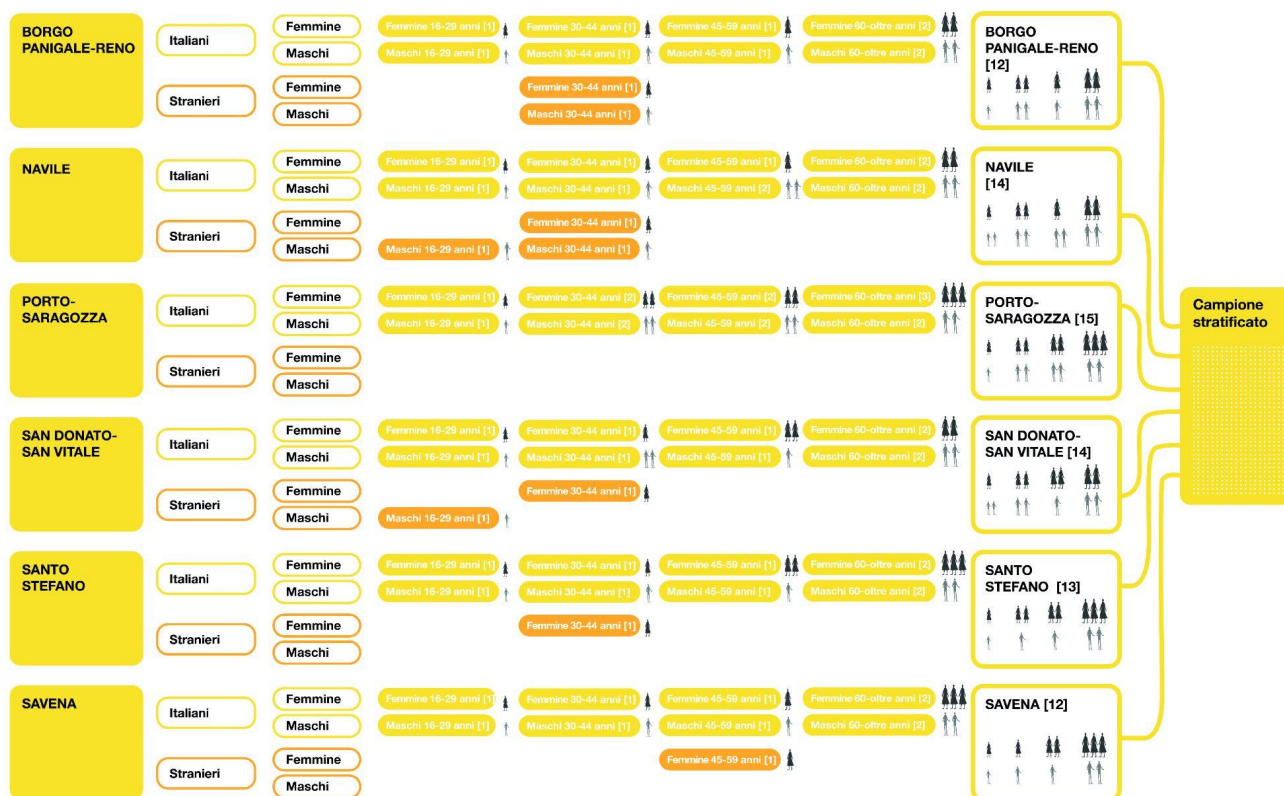 BORGO
PANIGALE-RENO
Italiani
Femmine
Femmine 16-29 anni [1]
Femmine 30-44 anni [1]
Femmine 45-59 anni [1]
Femmine 60-oltre anni [2]
Maschi
Maschi 16-29 anni [1]
Maschi 30-44 anni [1]
Maschi 45-59 anni [1]
Maschi 60-oltre anni [2]
Stranieri
Femmine
Femmine 30-44 anni [1]
Maschi
Maschi 30-44 anni [1]
BORGO
PANIGALE-RENO
[12]
NAVILE
Italiani
Femmine
Femmine 16-29 anni [1]
Femmine 30-44 anni [1]
Femmine 45-59 anni [1]
Femmine 60-oltre anni [2]
Maschi
Maschi 16-29 anni [1]
Maschi 30-44 anni [1]
Maschi 45-59 anni [2]
Maschi 60-oltre anni [2]
Stranieri
Femmine
Femmine 30-44 anni [1]
Maschi
Maschi 16-29 anni [1]
Maschi 30-44 anni [1]
NAVILE
[14]
PORTO-
SARAGOZZA
Italiani
Femmine
Femmine 16-29 anni [1]
Femmine 30-44 anni [2]
Femmine 45-59 anni [2]
Femmine 60-oltre anni [3]
Maschi
Maschi 16-29 anni [1]
Maschi 30-44 anni [2]
Maschi 45-59 anni [2]
Maschi 60-oltre anni [2]
Stranieri
Femmine
Maschi
PORTO-
SARAGOZZA [15]
SAN DONATO-
SAN VITALE
Italiani
Femmine
Femmine 16-29 anni [1]
Femmine 30-44 anni [1]
Femmine 45-59 anni [1]
Femmine 60-oltre anni [2]
Maschi
Maschi 16-29 anni [1]
Maschi 30-44 anni [1]
Maschi 45-59 anni [1]
Maschi 60-oltre anni [2]
Stranieri
Femmine
Femmine 30-44 anni [1]
Maschi
Maschi 16-29 anni [1]
SAN DONATO-
SAN VITALE [14]
SANTO
STEFANO
Italiani
Femmine
Femmine 16-29 anni [1]
Femmine 30-44 anni [1]
Femmine 45-59 anni [1]
Femmine 60-oltre anni [2]
Maschi
Maschi 16-29 anni [1]
Maschi 30-44 anni [1]
Maschi 45-59 anni [1]
Maschi 60-oltre anni [2]
Stranieri
Femmine
Femmine 30-44 anni [1]
Maschi
SANTO
STEFANO [13]
SAVENA
Italiani
Femmine
Femmine 16-29 anni [1]
Femmine 30-44 anni [1]
Femmine 45-59 anni [1]
Femmine 60-oltre anni [2]
Maschi
Maschi 16-29 anni [1]
Maschi 30-44 anni [1]
Maschi 45-59 anni [1]
Maschi 60-oltre anni [2]
Stranieri
Femmine
Femmine 45-59 anni [1]
Maschi
SAVENA [12]
Campione
stratificato